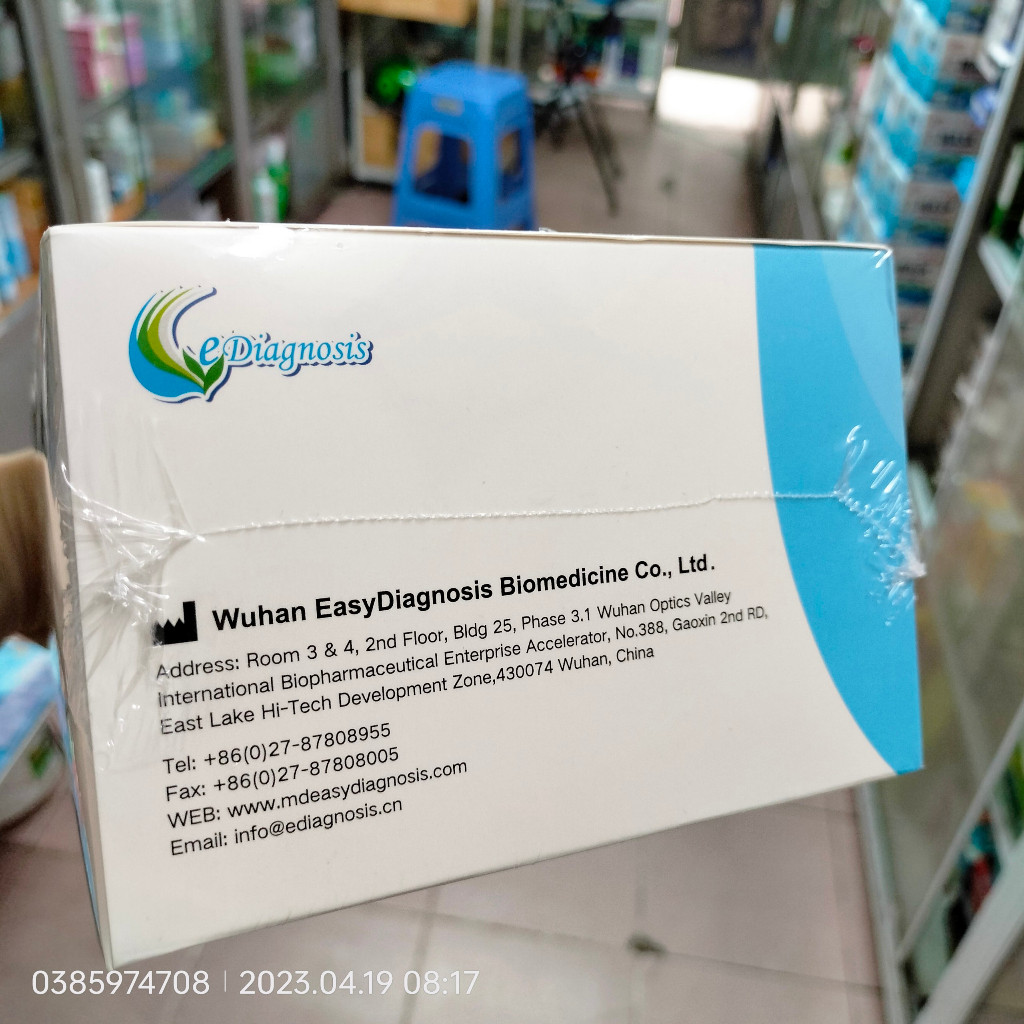 eDiagnosis
Wuhan EasyDiagnosis Biomedicine Co., Ltd.
Address: Room 3 & 4, 2nd Floor, Bldg 25, Phase 3.1 Wuhan Optics Valley
International Biopharmaceutical Enterprise Accelerator, No.388, Gaoxin 2nd RD,
East Lake Hi-Tech Development Zone,430074 Wuhan, China
Tel: +86(0)27-87808955
Fax: +86(0)27-87808005
WEB: www.mdeasydiagnosis.com
Email: info@ediagnosis.cn
0385974708 | 2023.04.19 08:17